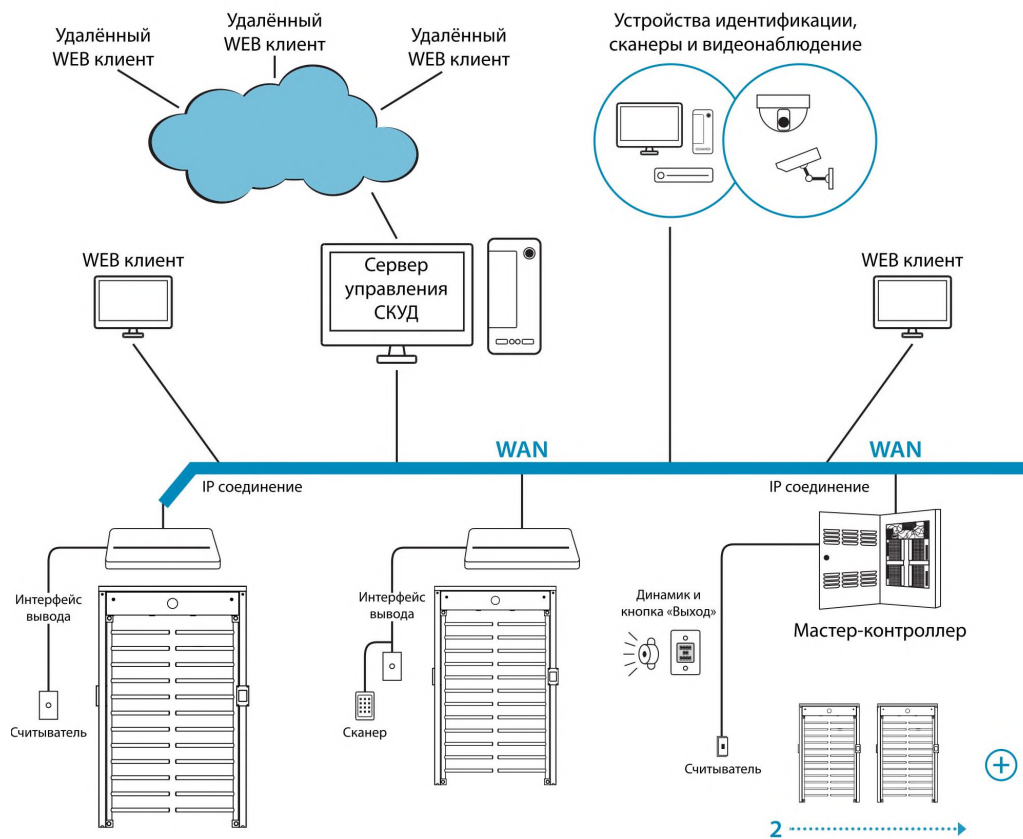 Удалённый
WEB клиент
Удалённый
WEB клиент
Удалённый
WEB клиент
Устройства идентификации,
сканеры и видеонаблюдение
WEB клиент
Сервер
управления
СКУД
WEB клиент
WAN
WAN
IP соединение
IP соединение
Интерфейс
вывода
Считыватель
Интерфейс
вывода
Сканер
Динамик и
кнопка «Выход»
Мастер-контроллер
Считыватель
2